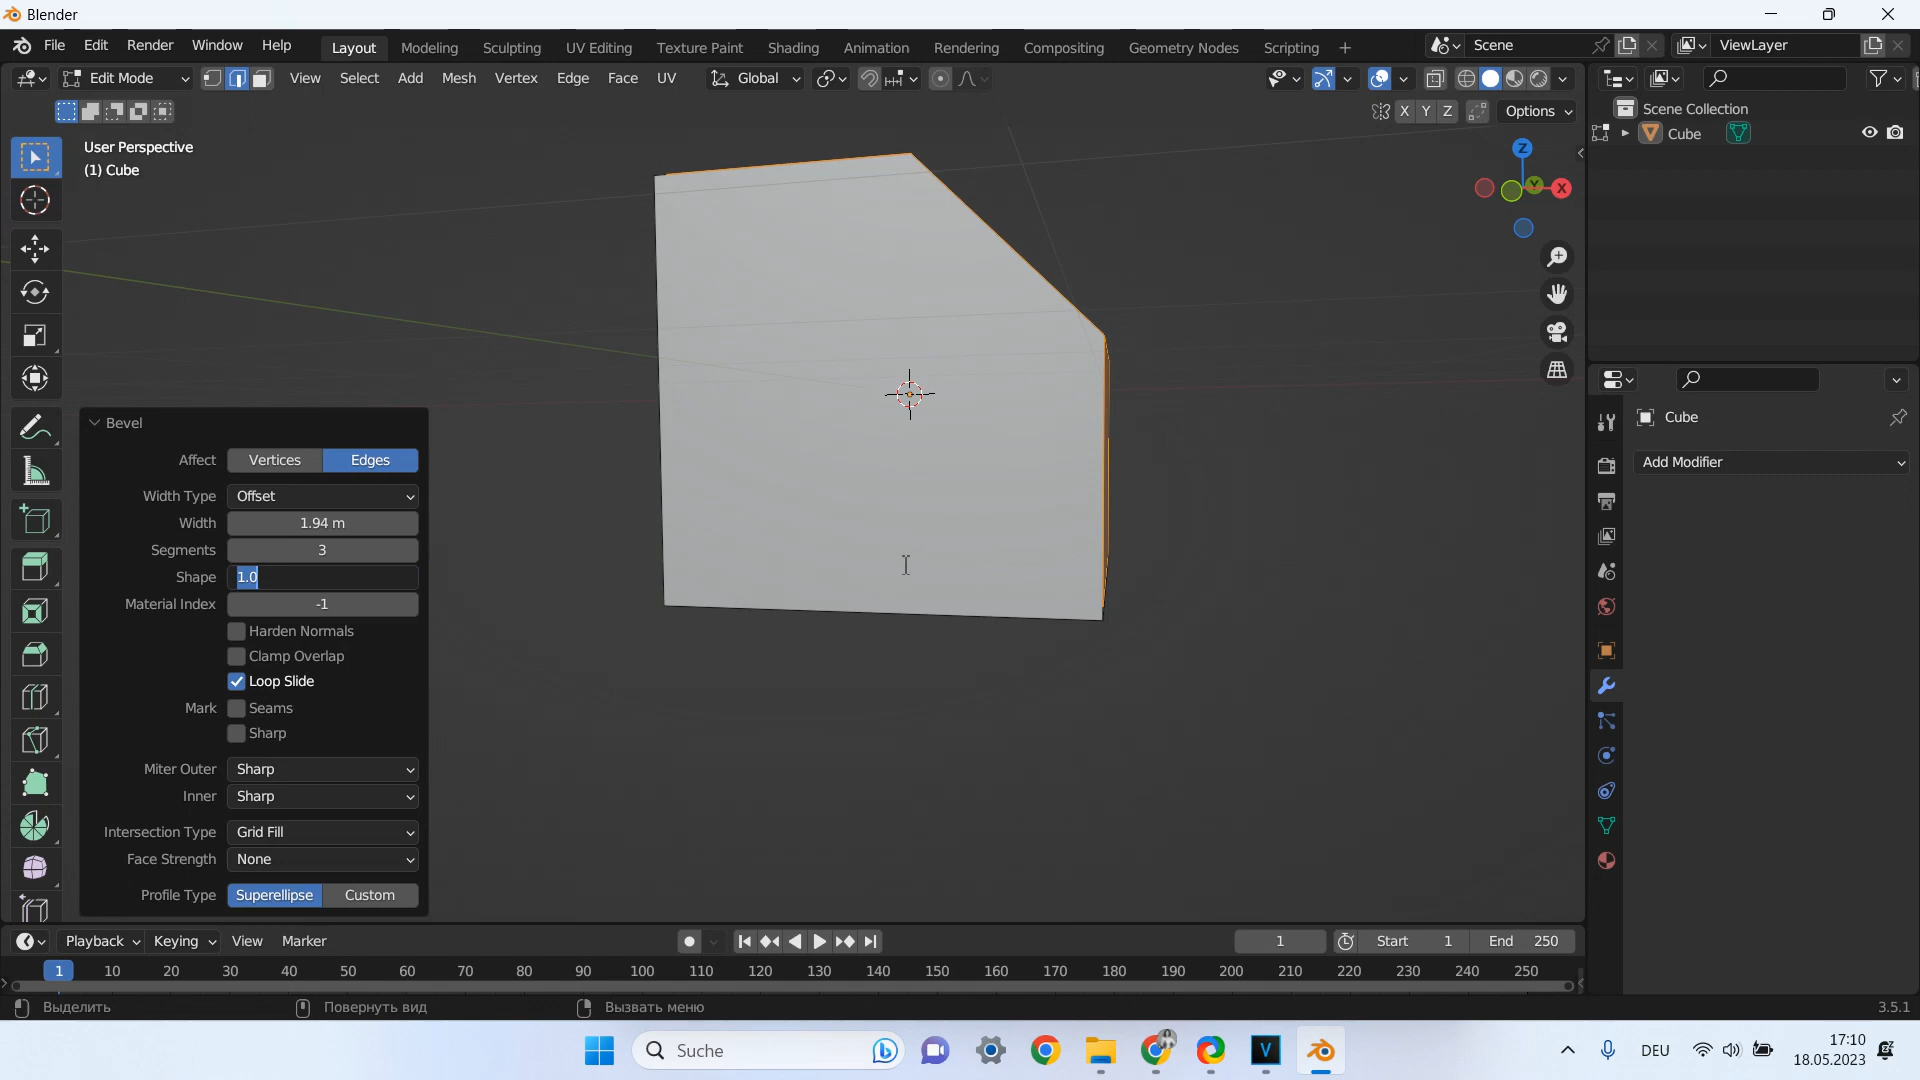 Blender
File Edit Render Window Help Layout Modeling Sculpting UV Editing Texture Paint Shading Animation Rendering Compositing Geometry Nodes Scripting + Scene ViewLayer
Edit Mode View Select Add Mesh Vertex Edge Face UV Global
X Y Z Options
Scene Collection
Cube
User Perspective
(1) Cube
Z
Y X
Cube
Add Modifier
Bevel
Affect Vertices Edges
Width Type Offset
Width 1.94 m
Segments 3
Shape 1.0
Material Index -1
Harden Normals
Clamp Overlap
Loop Slide
Mark Seams
Sharp
Miter Outer Sharp
Inner Sharp
Intersection Type Grid Fill
Face Strength None
Profile Type Superellipse Custom
Playback Keying View Marker 1 Start 1 End 250
1 10 20 30 40 50 60 70 80 90 100 110 120 130 140 150 160 170 180 190 200 210 220 230 240 250
Выделить Повернуть вид Вызвать меню 3.5.1
Suche V DEU 17:10
18.05.2023